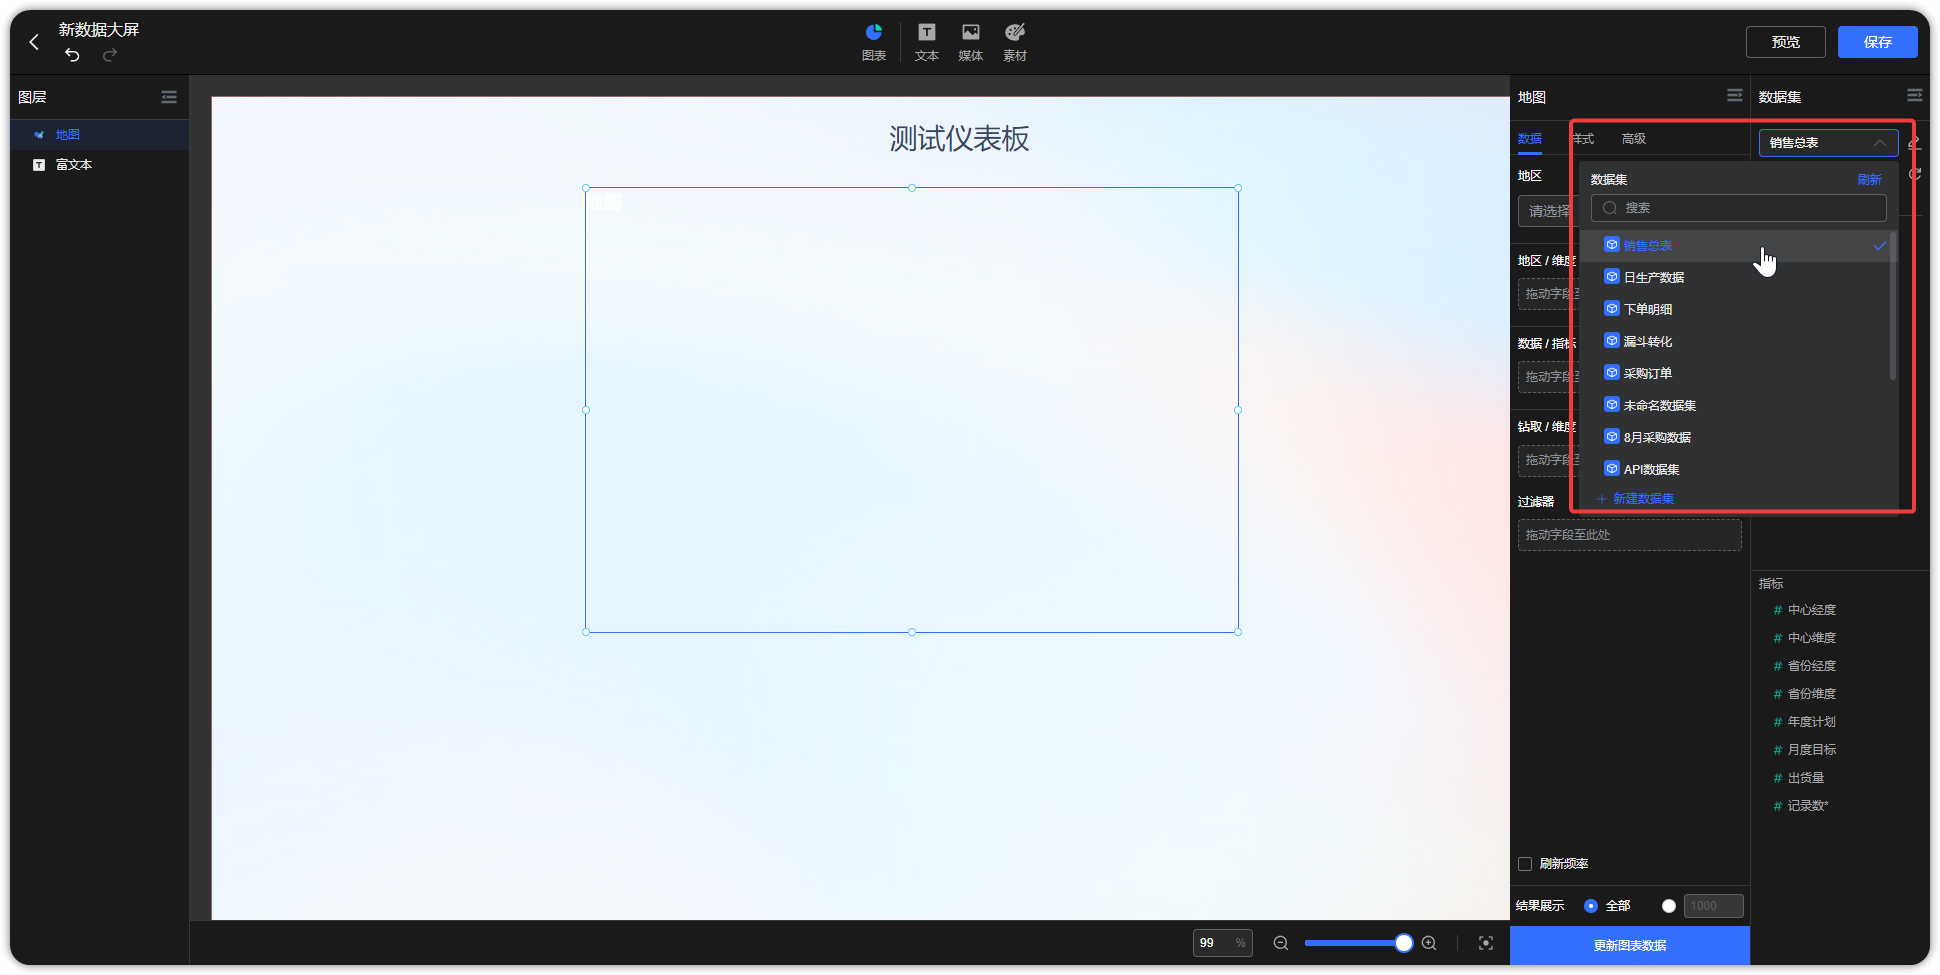 新数据大屏
图表
文本
媒体
素材
预览
保存
图层
地图
富文本
测试仪表板
地图
99 %
地图
数据
样式
高级
地区
请选择
地区 / 维度
拖动字段至
数据 / 指标
拖动字段至
钻取 / 维度
拖动字段至
过滤器
拖动字段至此处
刷新频率
结果展示
全部
1000
更新图表数据
数据集
销售总表
数据集
刷新
搜索
销售总表
日生产数据
下单明细
漏斗转化
采购订单
未命名数据集
8月采购数据
API数据集
+ 新建数据集
指标
# 中心经度
# 中心维度
# 省份经度
# 省份维度
# 年度计划
# 月度目标
# 出货量
# 记录数*